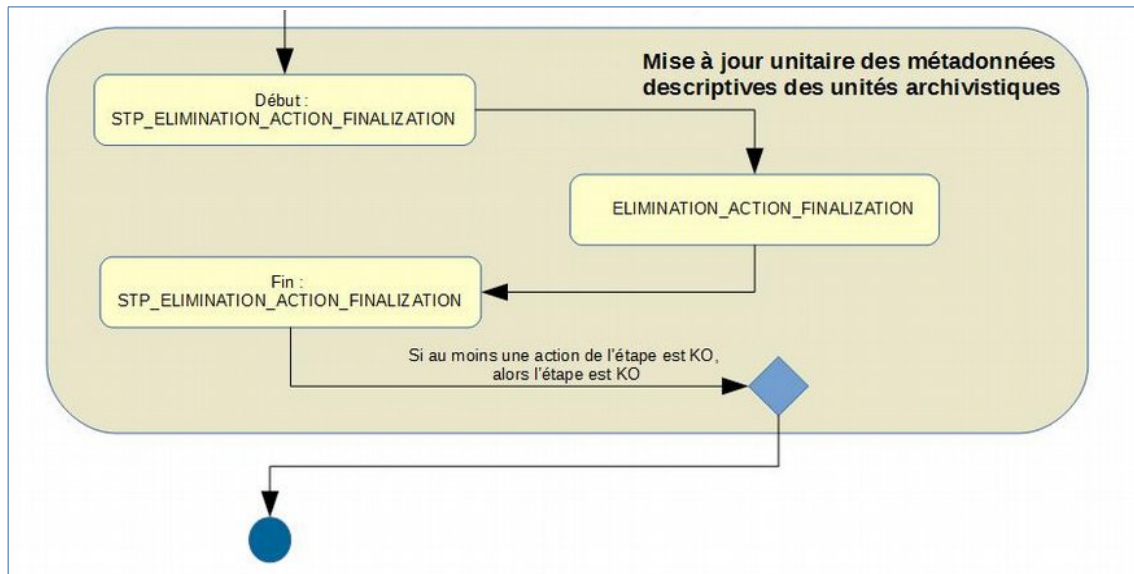 Mise à jour unitaire des métadonnées
descriptives des unités archivistiques
Début :
STP_ELIMINATION_ACTION_FINALIZATION
ELIMINATION_ACTION_FINALIZATION
Fin :
STP_ELIMINATION_ACTION_FINALIZATION
Si au moins une action de l'étape est KO,
alors l'étape est KO